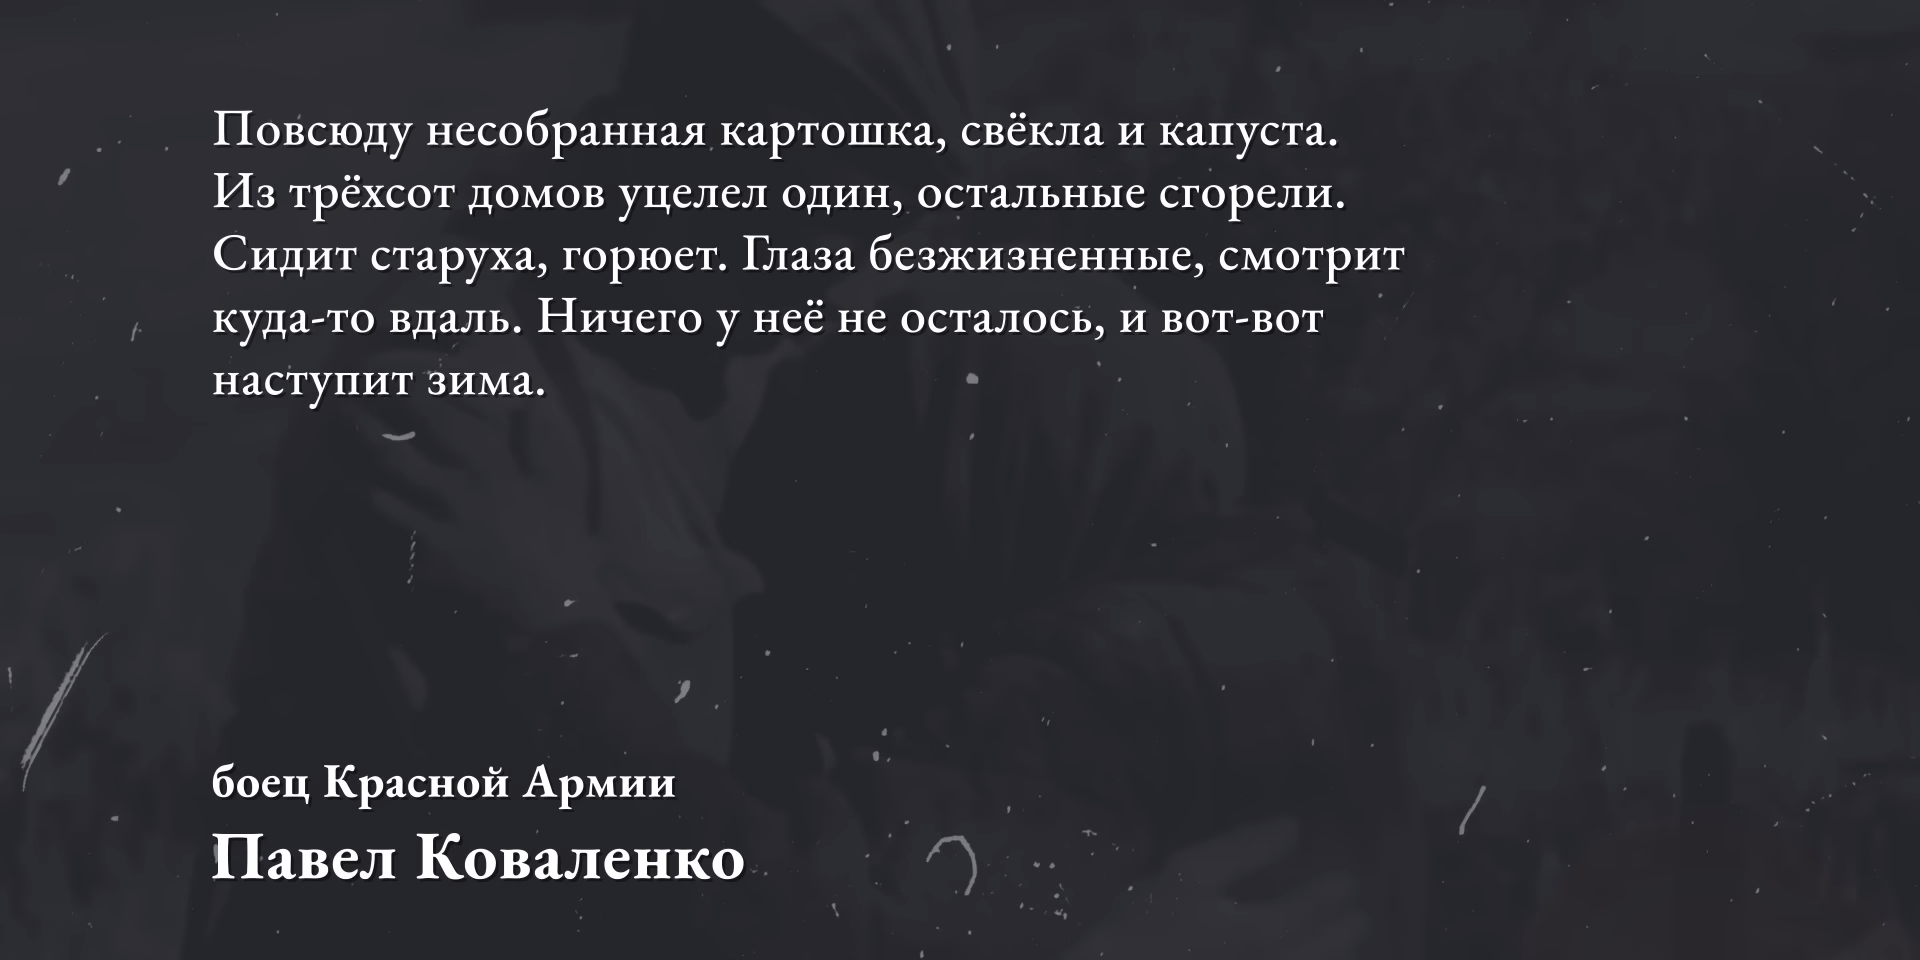 Повсюду несобранная картошка, свёкла и капуста.
Из трёхсот домов уцелел один, остальные сгорели.
Сидит старуха, горюет. Глаза безжизненные, смотрит
куда-то вдаль. Ничего у неё не осталось, и вот-вот
наступит зима.
боец Красной Армии
Павел Коваленко